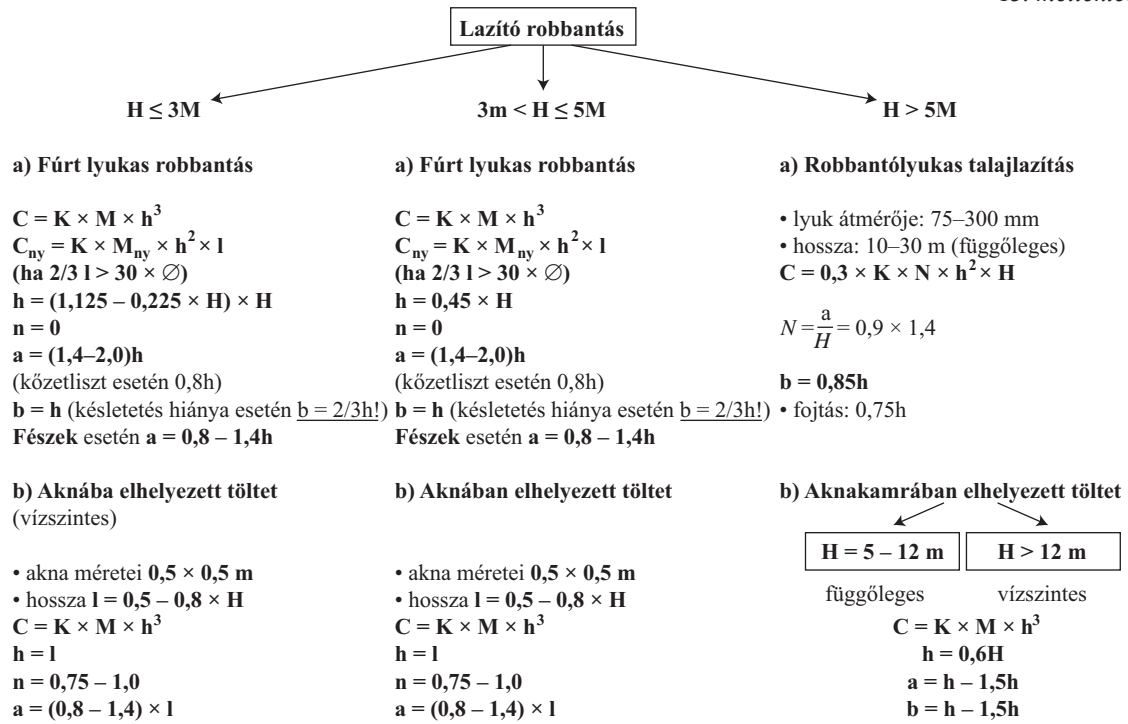 Lazító robbantás
H ≤ 3M
a) Fúrt lyukas robbantás
C = K × M × h³
Cny = K × Mny × h² × l
(ha 2/3 l > 30 × ∅)
h = (1,125 – 0,225 × H) × H
n = 0
a = (1,4–2,0)h
(kőzetliszt esetén 0,8h)
b = h (késletetés hiánya esetén b = 2/3h!)
Fészek esetén a = 0,8 – 1,4h
b) Aknába elhelyezett töltet
(vízszintes)
• akna méretei 0,5 × 0,5 m
• hossza l = 0,5 – 0,8 × H
C = K × M × h³
h = l
n = 0,75 – 1,0
a = (0,8 – 1,4) × l
3m < H ≤ 5M
a) Fúrt lyukas robbantás
C = K × M × h³
Cny = K × Mny × h² × l
(ha 2/3 l > 30 × ∅)
h = 0,45 × H
n = 0
a = (1,4–2,0)h
(kőzetliszt esetén 0,8h)
b = h (késletetés hiánya esetén b = 2/3h!)
Fészek esetén a = 0,8 – 1,4h
b) Aknában elhelyezett töltet
• akna méretei 0,5 × 0,5 m
• hossza l = 0,5 – 0,8 × H
C = K × M × h³
h = l
n = 0,75 – 1,0
a = (0,8 – 1,4) × l
H > 5M
a) Robbantólyukas talajlazítás
• lyuk átmérője: 75–300 mm
• hossza: 10–30 m (függőleges)
C = 0,3 × K × N × h² × H
N = a/H = 0,9 × 1,4
b = 0,85h
• fojtás: 0,75h
b) Aknakamrában elhelyezett töltet
H = 5 – 12 m H > 12 m
függőleges vízszintes
C = K × M × h³
h = 0,6H
a = h – 1,5h
b = h – 1,5h